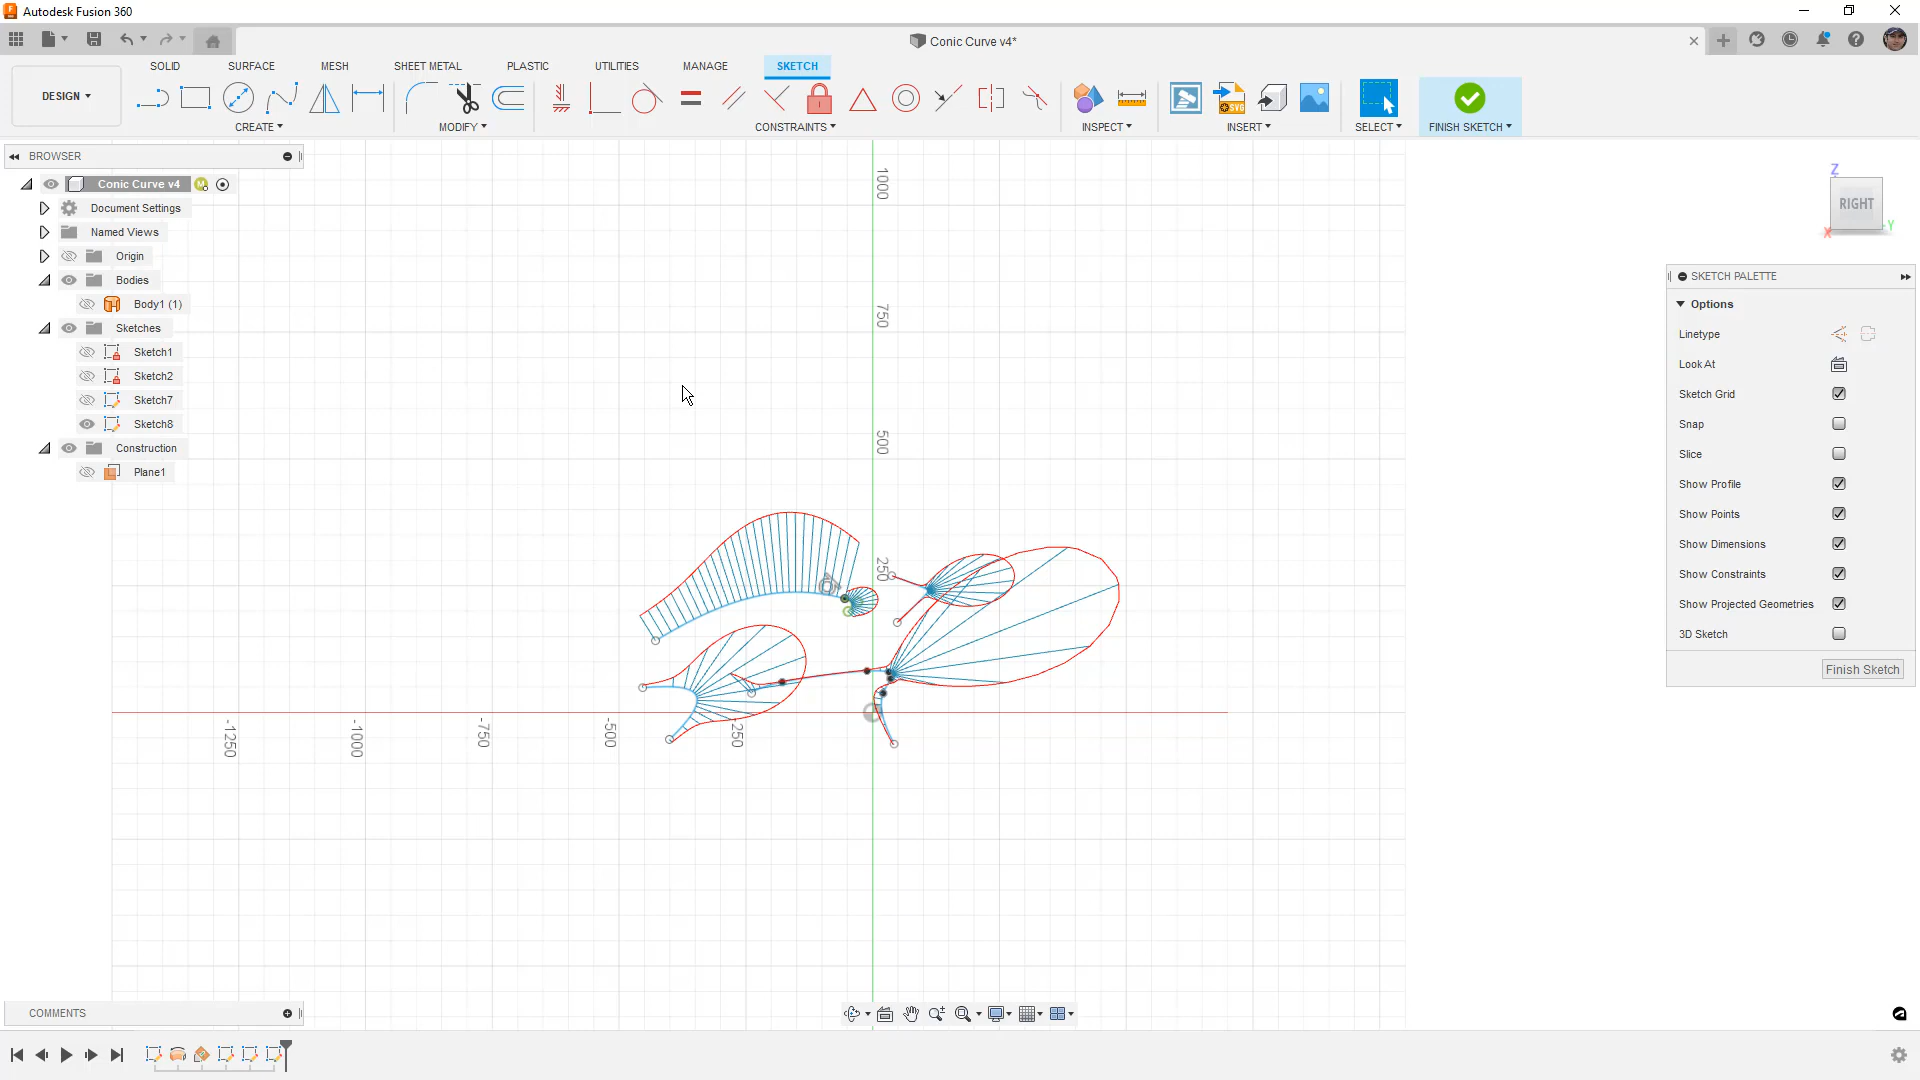 Autodesk Fusion 360
Conic Curve v4*
DESIGN
SOLID
SURFACE
MESH
SHEET METAL
PLASTIC
UTILITIES
MANAGE
SKETCH
CREATE
MODIFY
CONSTRAINTS
INSPECT
INSERT
SELECT
FINISH SKETCH
BROWSER
Conic Curve v4
Document Settings
Named Views
Origin
Bodies
Body1 (1)
Sketches
Sketch1
Sketch2
Sketch7
Sketch8
Construction
Plane1
1000
750
500
250
-1250
-1000
-750
-500
-250
Z
RIGHT
Y
X
SKETCH PALETTE
Options
Linetype
Look At
Sketch Grid
Snap
Slice
Show Profile
Show Points
Show Dimensions
Show Constraints
Show Projected Geometries
3D Sketch
Finish Sketch
COMMENTS